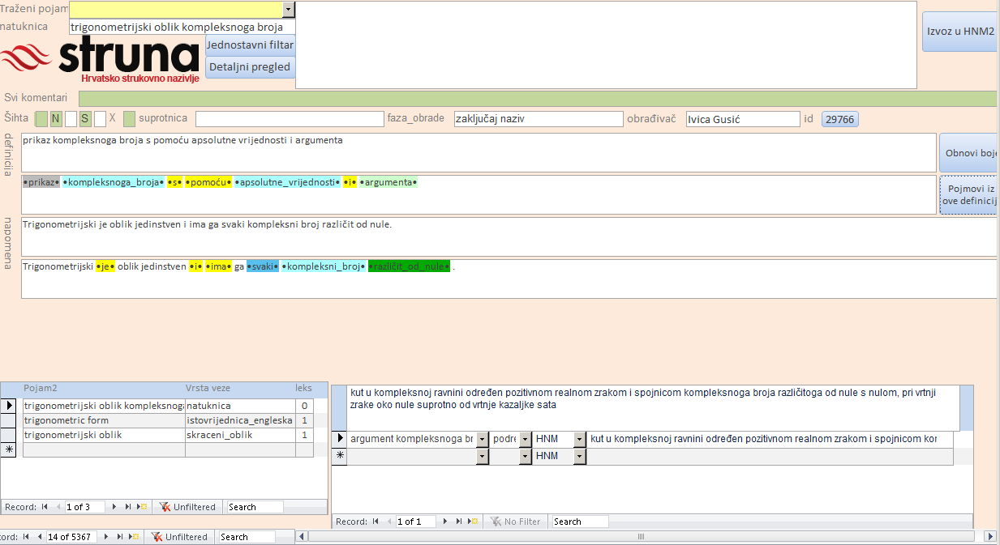 Traženi pojam
natuknica
trigonometrijski oblik kompleksnoga broja
struna
Hrvatsko strukovno nazivlje
Jednostavni filtar
Detaljni pregled
Izvoz u HNM2
Svi komentari
Šihta N S X suprotnica faza_obrade zaključaj naziv obrađivač Ivica Gusić id 29766
definicija
prikaz kompleksnoga broja s pomoću apsolutne vrijednosti i argumenta
Obnovi boje
•prikaz• •kompleksnoga_broja• •s• •pomoću• •apsolutne_vrijednosti• •i• •argumenta•
Pojmovi iz
ove definicij
napomena
Trigonometrijski je oblik jedinstven i ima ga svaki kompleksni broj različit od nule.
Trigonometrijski •je• oblik jedinstven •i• •ima• ga •svaki• •kompleksni_broj• •različit_od_nule• .
Pojam2 Vrsta veze leks
trigonometrijski oblik kompleksnoga natuknica 0
trigonometric form istovrijednica_engleska 1
trigonometrijski oblik skraceni_oblik 1
Record: 1 of 3 Unfiltered Search
kut u kompleksnoj ravnini određen pozitivnom realnom zrakom i spojnicom kompleksnoga broja različitoga od nule s nulom, pri vrtnji
zrake oko nule suprotno od vrtnje kazaljke sata
argument kompleksnoga br podre HNM kut u kompleksnoj ravnini određen pozitivnom realnom zrakom i spojnicom kor
HNM
Record: 1 of 1 No Filter Search
ord: 14 of 5367 Unfiltered Search